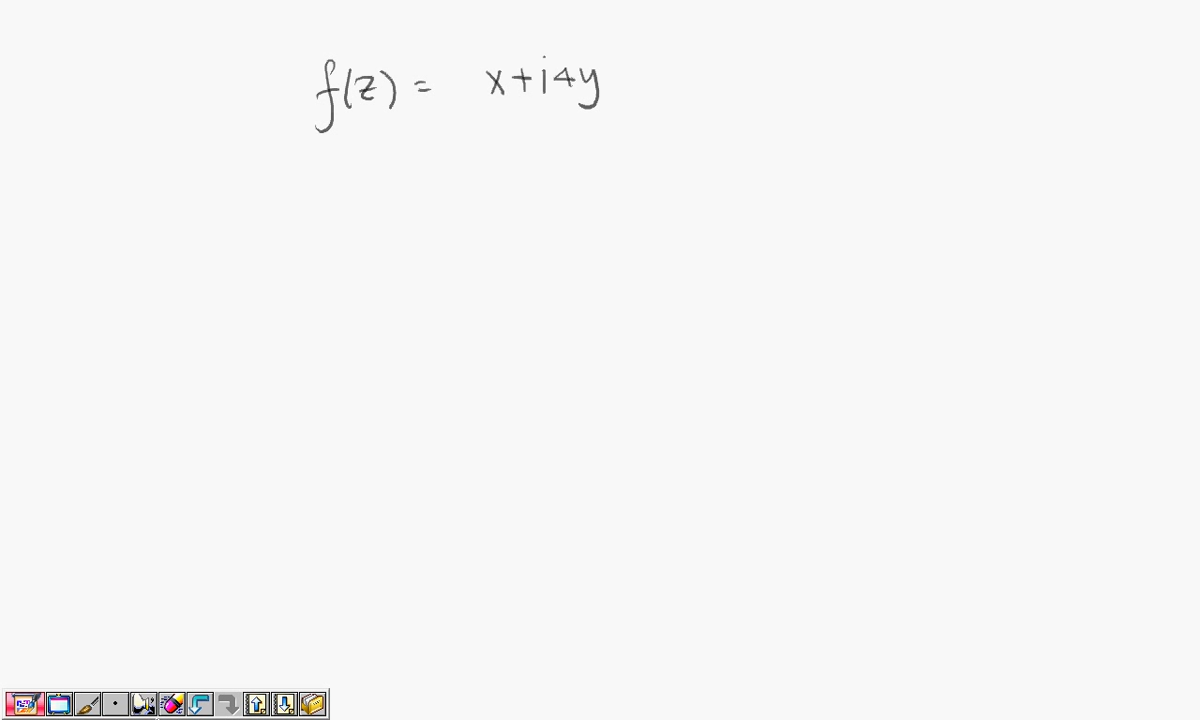 f(z) = x+i4y